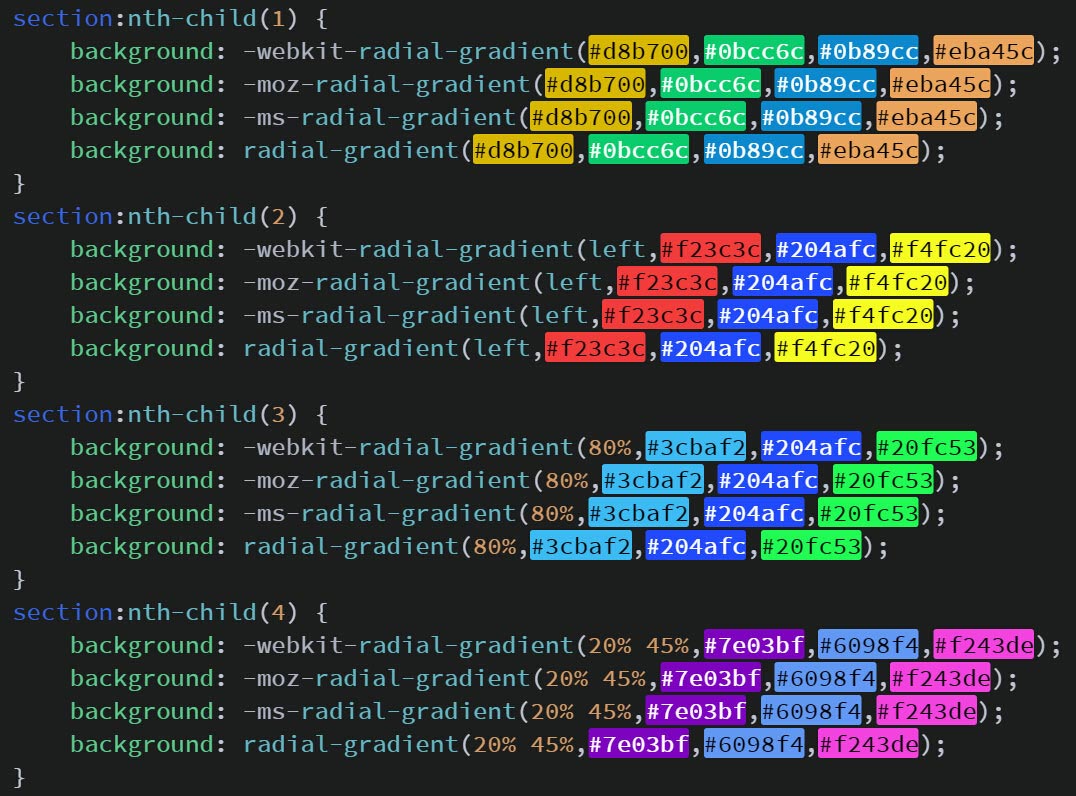 section:nth-child(1) {
    background: -webkit-radial-gradient(#d8b700,#0bcc6c,#0b89cc,#eba45c);
    background: -moz-radial-gradient(#d8b700,#0bcc6c,#0b89cc,#eba45c);
    background: -ms-radial-gradient(#d8b700,#0bcc6c,#0b89cc,#eba45c);
    background: radial-gradient(#d8b700,#0bcc6c,#0b89cc,#eba45c);
}
section:nth-child(2) {
    background: -webkit-radial-gradient(left,#f23c3c,#204afc,#f4fc20);
    background: -moz-radial-gradient(left,#f23c3c,#204afc,#f4fc20);
    background: -ms-radial-gradient(left,#f23c3c,#204afc,#f4fc20);
    background: radial-gradient(left,#f23c3c,#204afc,#f4fc20);
}
section:nth-child(3) {
    background: -webkit-radial-gradient(80%,#3cbaf2,#204afc,#20fc53);
    background: -moz-radial-gradient(80%,#3cbaf2,#204afc,#20fc53);
    background: -ms-radial-gradient(80%,#3cbaf2,#204afc,#20fc53);
    background: radial-gradient(80%,#3cbaf2,#204afc,#20fc53);
}
section:nth-child(4) {
    background: -webkit-radial-gradient(20% 45%,#7e03bf,#6098f4,#f243de);
    background: -moz-radial-gradient(20% 45%,#7e03bf,#6098f4,#f243de);
    background: -ms-radial-gradient(20% 45%,#7e03bf,#6098f4,#f243de);
    background: radial-gradient(20% 45%,#7e03bf,#6098f4,#f243de);
}